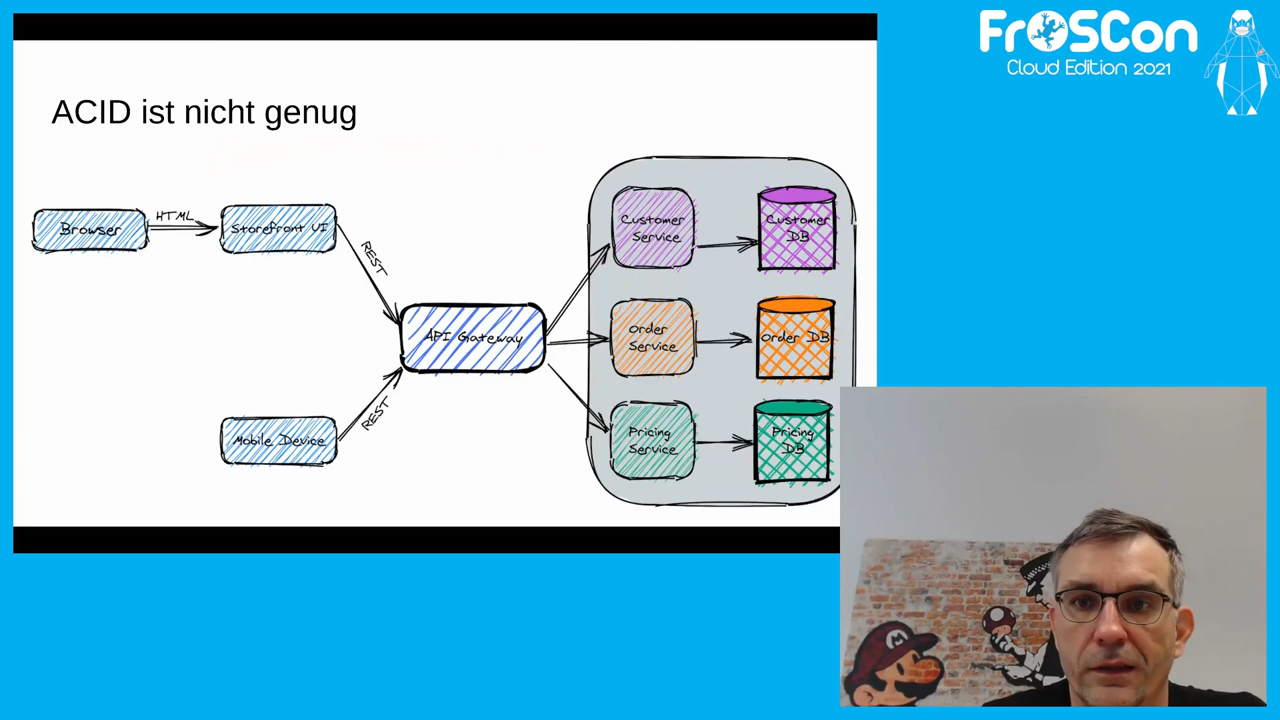 FrOSCon
Cloud Edition 2021
ACID ist nicht genug
Browser
HTML
Storefront UI
REST
API Gateway
REST
Mobile Device
Customer
Service
Customer
DB
Order
Service
Order DB
Pricing
Service
Pricing
DB
M